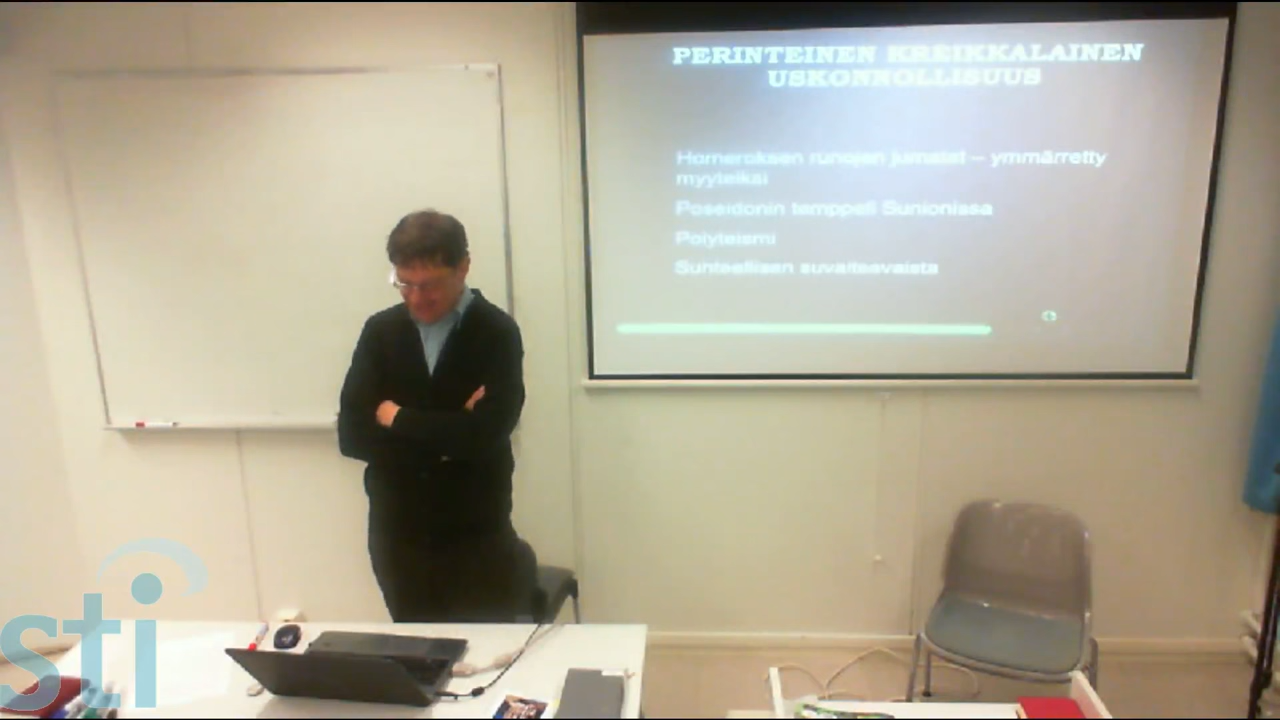 PERINTEINEN KREIKKALAINEN
USKONNOLLISUUS
Homeroksen runojen jumalat – ymmärretty
myyteiksi
Poseidonin temppeli Sunionissa
Polyteismi
Suhteellisen suvaitsevaista
sti